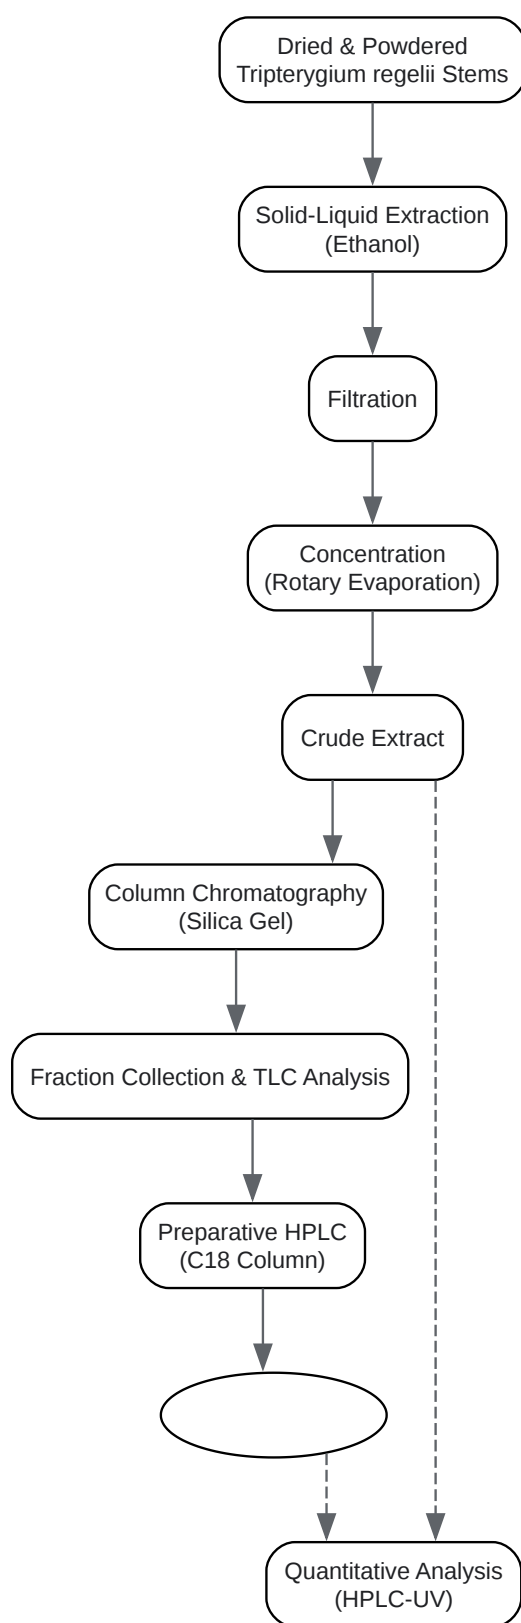 Dried & Powdered
Tripterygium regelii Stems
Solid-Liquid Extraction
(Ethanol)
Filtration
Concentration
(Rotary Evaporation)
Crude Extract
Column Chromatography
(Silica Gel)
Fraction Collection & TLC Analysis
Preparative HPLC
(C18 Column)
Quantitative Analysis
(HPLC-UV)